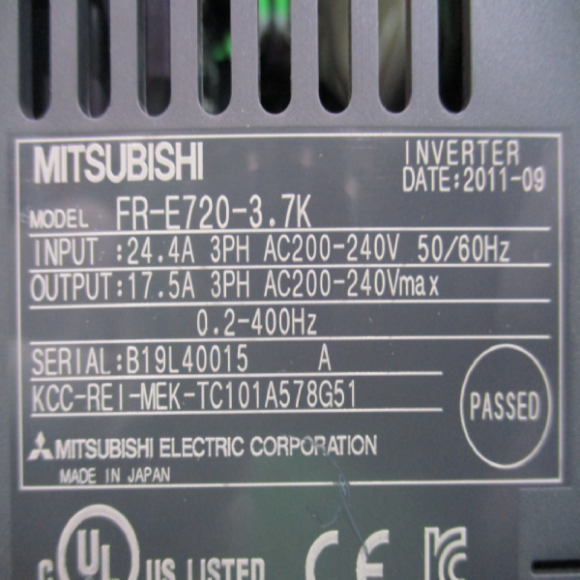 MITSUBISHI INVERTER
DATE:2011-09
MODEL FR-E720-3.7K
INPUT :24.4A 3PH AC200-240V 50/60Hz
OUTPUT:17.5A 3PH AC200-240Vmax
0.2-400Hz
SERIAL:B19L40015 A
KCC-REI-MEK-TC101A578G51
PASSED
MITSUBISHI ELECTRIC CORPORATION
MADE IN JAPAN
c UL US LISTED CE